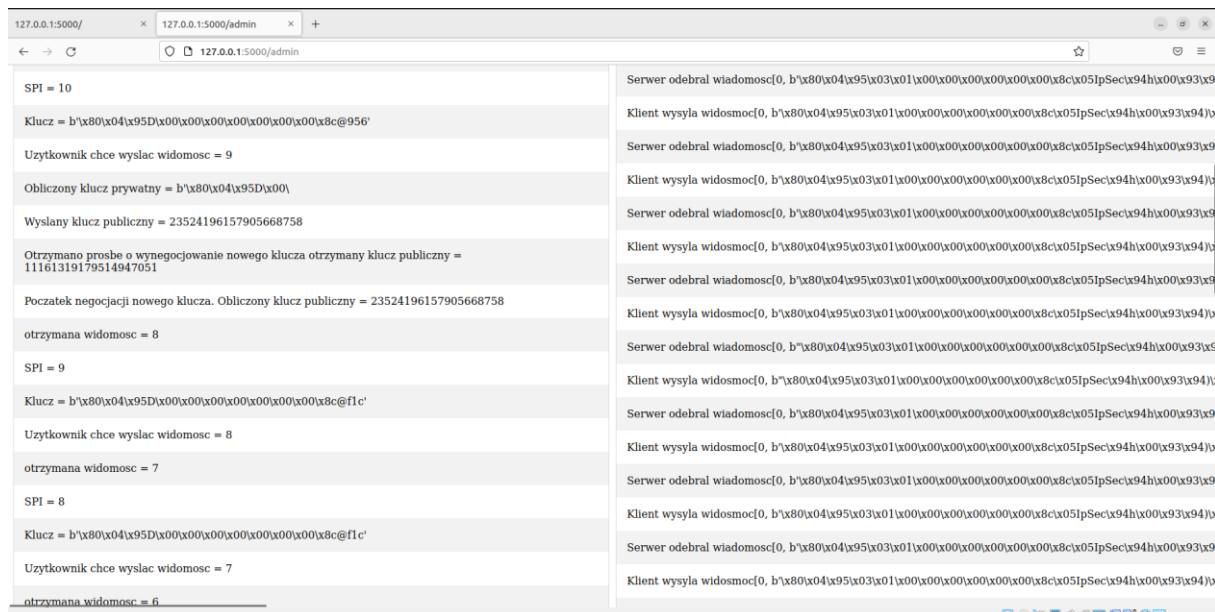 127.0.0.1:5000/
127.0.0.1:5000/admin
127.0.0.1:5000/admin
SPI = 10
Klucz = b'\x80\x04\x95D\x00\x00\x00\x00\x00\x00\x00\x8c@956'
Uzytkownik chce wyslac widomosc = 9
Obliczony klucz prywatny = b'\x80\x04\x95D\x00\
Wyslany klucz publiczny = 23524196157905668758
Otrzymano prosbe o wynegocjowanie nowego klucza otrzymany klucz publiczny =
11161319179514947051
Poczatek negocjacji nowego klucza. Obliczony klucz publiczny = 23524196157905668758
otrzymana widomosc = 8
SPI = 9
Klucz = b'\x80\x04\x95D\x00\x00\x00\x00\x00\x00\x00\x8c@f1c'
Uzytkownik chce wyslac widomosc = 8
otrzymana widomosc = 7
SPI = 8
Klucz = b'\x80\x04\x95D\x00\x00\x00\x00\x00\x00\x00\x8c@f1c'
Uzytkownik chce wyslac widomosc = 7
otrzymana widomosc = 6
Serwer odebral wiadomosc[0, b'\x80\x04\x95\x03\x01\x00\x00\x00\x00\x00\x00\x8c\x05IpSec\x94h\x00\x93\x9
Klient wysyla widosmoc[0, b'\x80\x04\x95\x03\x01\x00\x00\x00\x00\x00\x00\x8c\x05IpSec\x94h\x00\x93\x94)\x
Serwer odebral wiadomosc[0, b'\x80\x04\x95\x03\x01\x00\x00\x00\x00\x00\x00\x8c\x05IpSec\x94h\x00\x93\x9
Klient wysyla widosmoc[0, b'\x80\x04\x95\x03\x01\x00\x00\x00\x00\x00\x00\x8c\x05IpSec\x94h\x00\x93\x94)\
Serwer odebral wiadomosc[0, b'\x80\x04\x95\x03\x01\x00\x00\x00\x00\x00\x00\x8c\x05IpSec\x94h\x00\x93\x9
Klient wysyla widosmoc[0, b'\x80\x04\x95\x03\x01\x00\x00\x00\x00\x00\x00\x8c\x05IpSec\x94h\x00\x93\x94)\
Serwer odebral wiadomosc[0, b'\x80\x04\x95\x03\x01\x00\x00\x00\x00\x00\x00\x8c\x05IpSec\x94h\x00\x93\x9
Klient wysyla widosmoc[0, b'\x80\x04\x95\x03\x01\x00\x00\x00\x00\x00\x00\x8c\x05IpSec\x94h\x00\x93\x94)\x
Serwer odebral wiadomosc[0, b"\x80\x04\x95\x03\x01\x00\x00\x00\x00\x00\x00\x8c\x05IpSec\x94h\x00\x93\x9
Klient wysyla widosmoc[0, b"\x80\x04\x95\x03\x01\x00\x00\x00\x00\x00\x00\x8c\x05IpSec\x94h\x00\x93\x94)\
Serwer odebral wiadomosc[0, b'\x80\x04\x95\x03\x01\x00\x00\x00\x00\x00\x00\x8c\x05IpSec\x94h\x00\x93\x9
Klient wysyla widosmoc[0, b'\x80\x04\x95\x03\x01\x00\x00\x00\x00\x00\x00\x8c\x05IpSec\x94h\x00\x93\x94)\x
Serwer odebral wiadomosc[0, b'\x80\x04\x95\x03\x01\x00\x00\x00\x00\x00\x00\x8c\x05IpSec\x94h\x00\x93\x9
Klient wysyla widosmoc[0, b'\x80\x04\x95\x03\x01\x00\x00\x00\x00\x00\x00\x8c\x05IpSec\x94h\x00\x93\x94)\x
Serwer odebral wiadomosc[0, b'\x80\x04\x95\x03\x01\x00\x00\x00\x00\x00\x00\x8c\x05IpSec\x94h\x00\x93\x9
Klient wysyla widosmoc[0, b'\x80\x04\x95\x03\x01\x00\x00\x00\x00\x00\x00\x8c\x05IpSec\x94h\x00\x93\x94)\x